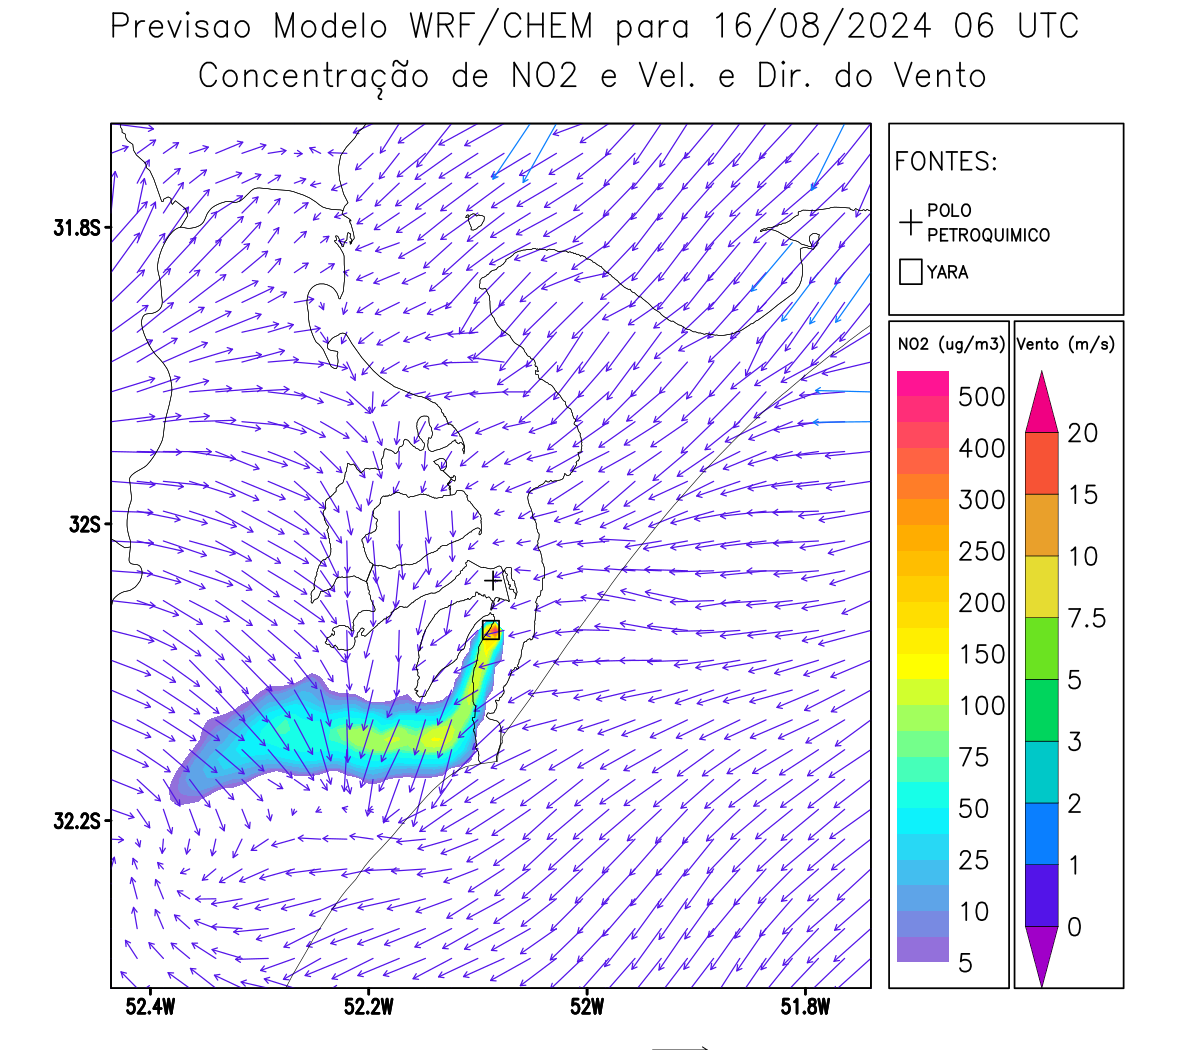 Previsao Modelo WRF/CHEM para 16/08/2024 06 UTC
Concentração de NO2 e Vel. e Dir. do Vento
FONTES:
POLO
PETROQUIMICO
YARA
31.8S
32S
32.2S
52.4W
52.2W
52W
51.8W
NO2 (ug/m3)
500
400
300
250
200
150
100
75
50
25
10
5
Vento (m/s)
20
15
10
7.5
5
3
2
1
0